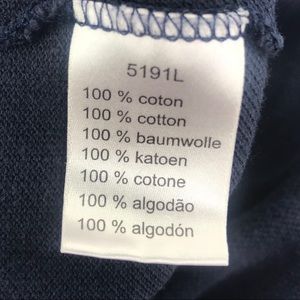 5191L
100 % coton
100 % cotton
100 % baumwolle
100 % katoen
100 % cotone
100 % algodão
100 % algodón